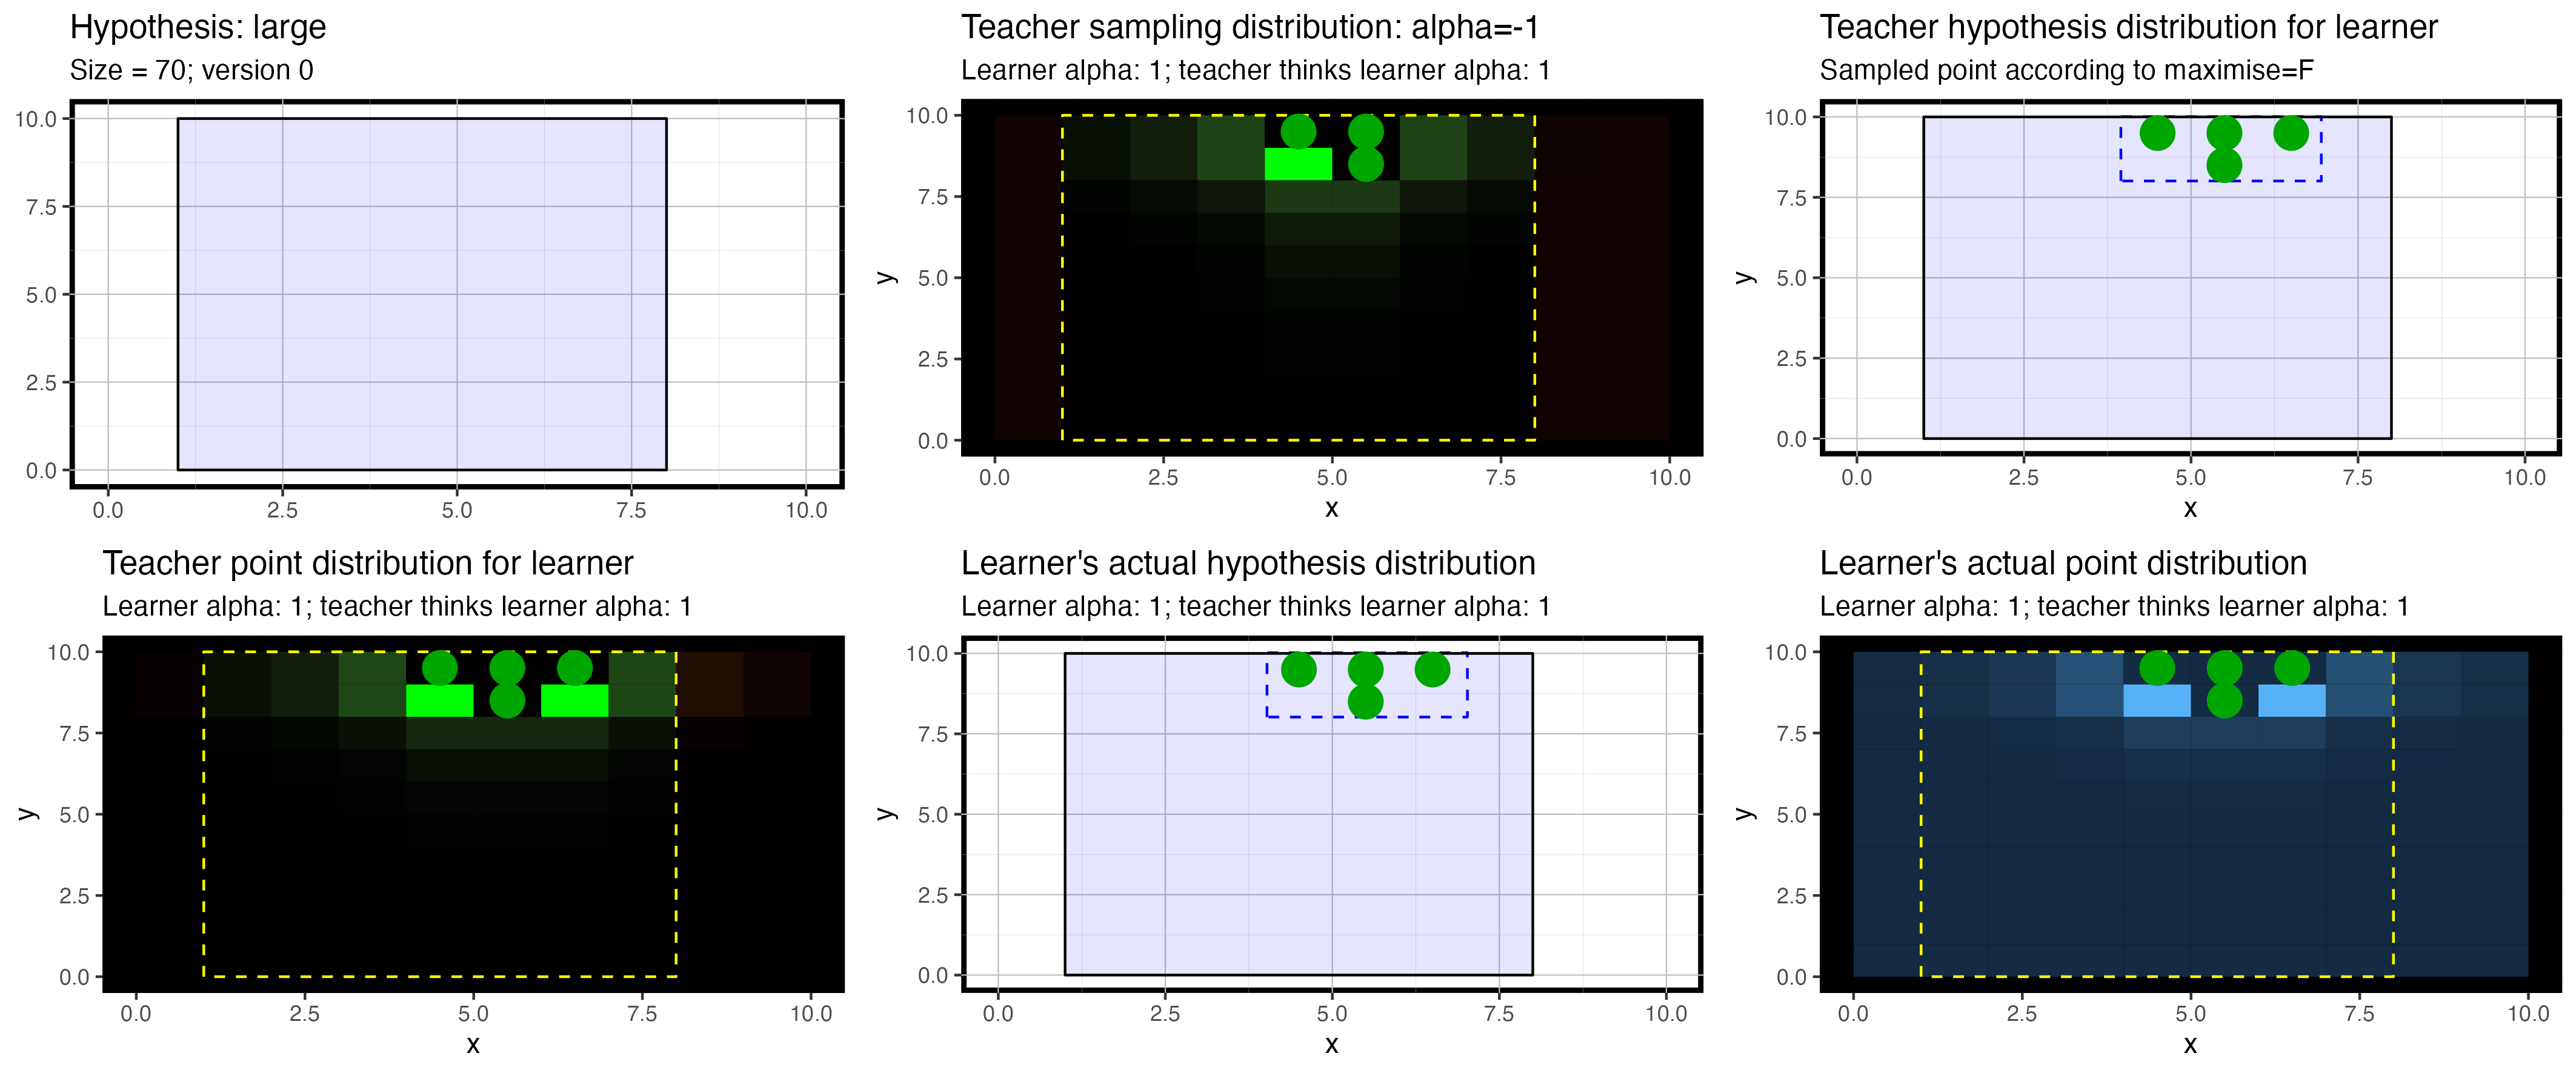 Hypothesis: large
Size = 70; version 0
10.0
7.5
5.0
2.5
0.0
0.0 2.5 5.0 7.5 10.0
Teacher sampling distribution: alpha=-1
Learner alpha: 1; teacher thinks learner alpha: 1
10.0
7.5
y
5.0
2.5
0.0
0.0 2.5 5.0 7.5 10.0
x
Teacher hypothesis distribution for learner
Sampled point according to maximise=F
10.0
7.5
y
5.0
2.5
0.0
0.0 2.5 5.0 7.5 10.0
x
Teacher point distribution for learner
Learner alpha: 1; teacher thinks learner alpha: 1
10.0
7.5
y
5.0
2.5
0.0
0.0 2.5 5.0 7.5 10.0
x
Learner's actual hypothesis distribution
Learner alpha: 1; teacher thinks learner alpha: 1
10.0
7.5
y
5.0
2.5
0.0
0.0 2.5 5.0 7.5 10.0
x
Learner's actual point distribution
Learner alpha: 1; teacher thinks learner alpha: 1
10.0
7.5
y
5.0
2.5
0.0
0.0 2.5 5.0 7.5 10.0
x